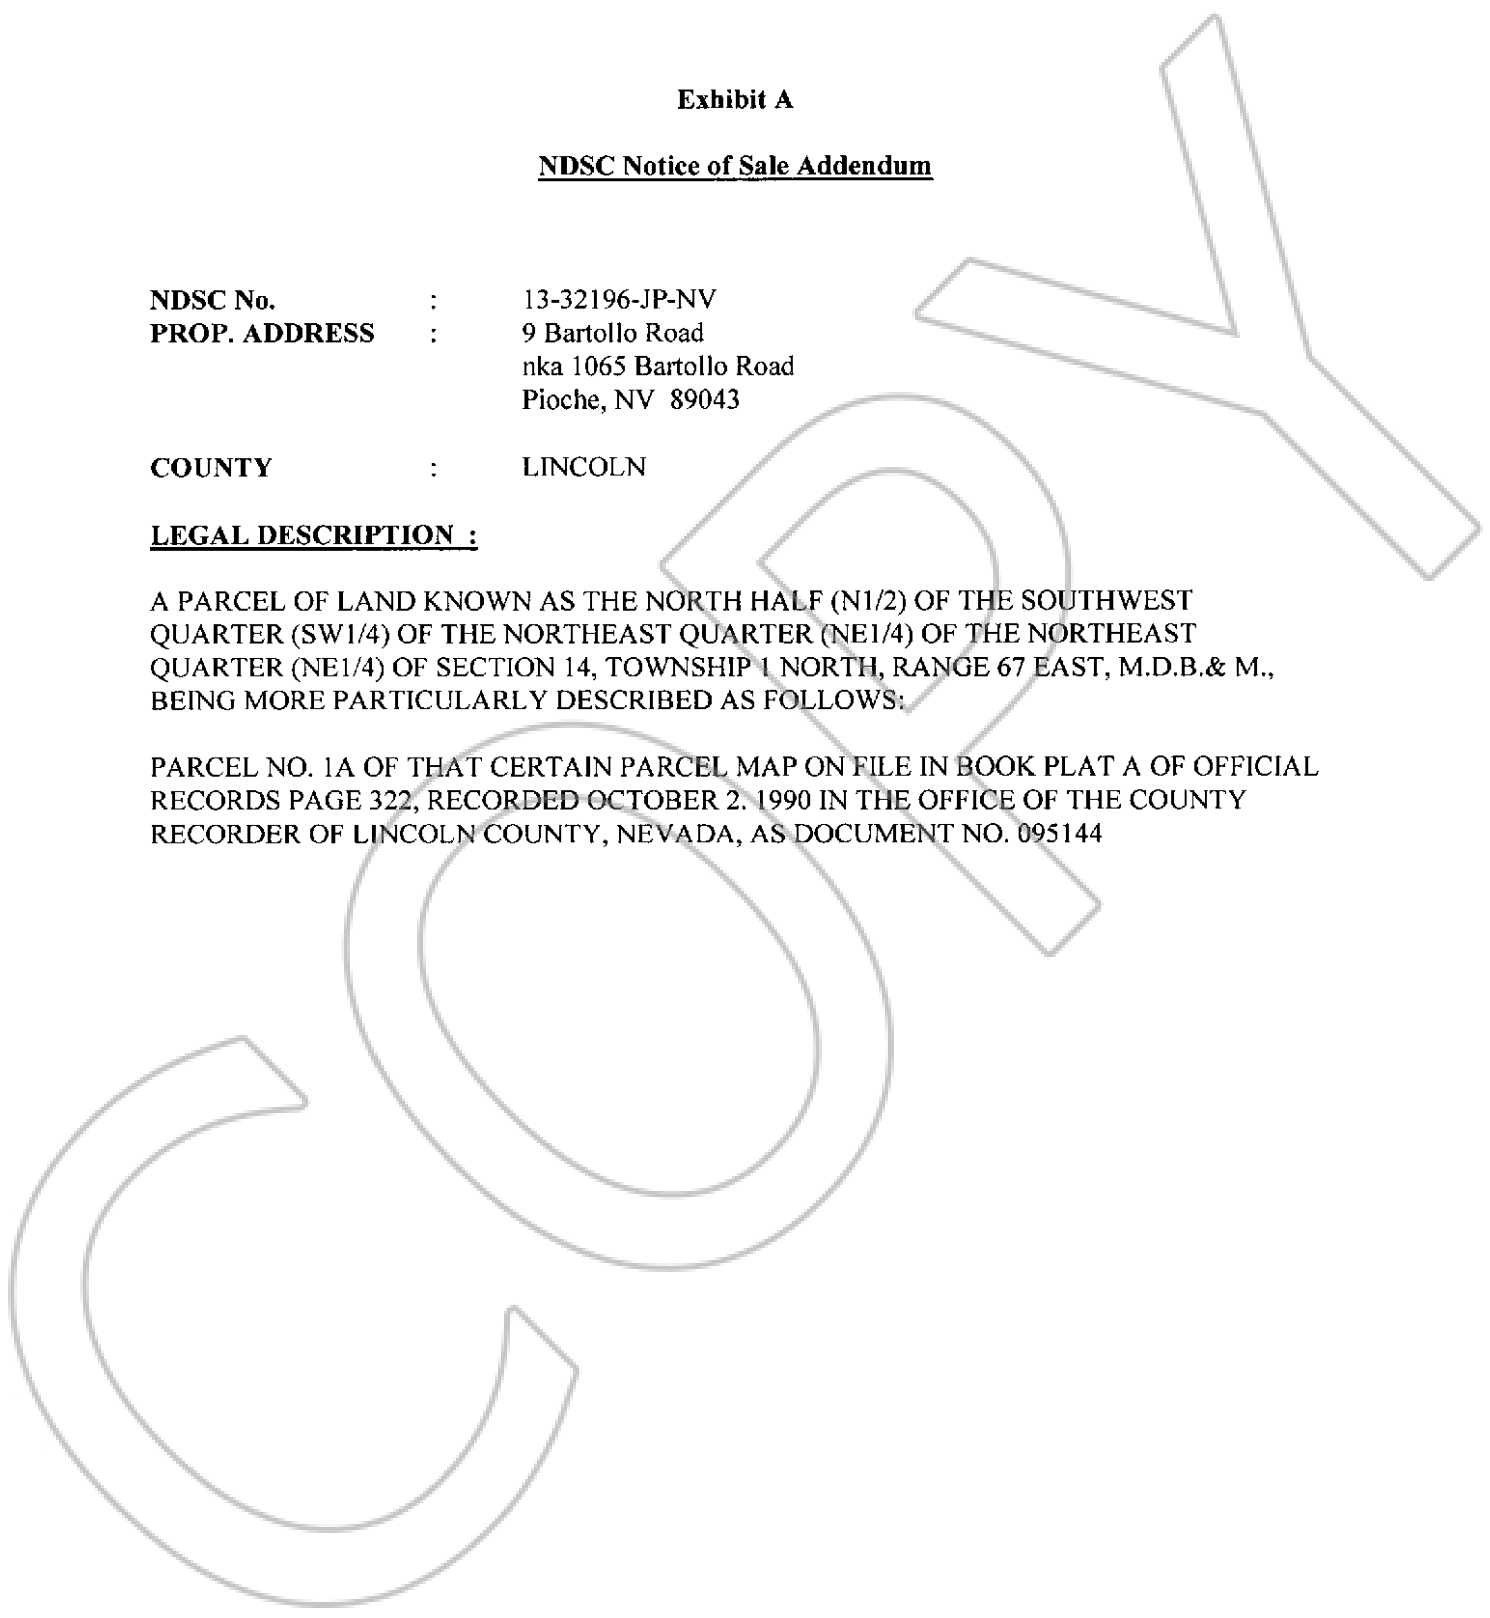 Exhibit A
NDSC Notice of Sale Addendum
NDSC No. : 13-32196-JP-NV
PROP. ADDRESS : 9 Bartollo Road
nka 1065 Bartollo Road
Pioche, NV 89043
COUNTY : LINCOLN
LEGAL DESCRIPTION :
A PARCEL OF LAND KNOWN AS THE NORTH HALF (N1/2) OF THE SOUTHWEST
QUARTER (SW1/4) OF THE NORTHEAST QUARTER (NE1/4) OF THE NORTHEAST
QUARTER (NE1/4) OF SECTION 14, TOWNSHIP 1 NORTH, RANGE 67 EAST, M.D.B.& M.,
BEING MORE PARTICULARLY DESCRIBED AS FOLLOWS:
PARCEL NO. 1A OF THAT CERTAIN PARCEL MAP ON FILE IN BOOK PLAT A OF OFFICIAL
RECORDS PAGE 322, RECORDED OCTOBER 2. 1990 IN THE OFFICE OF THE COUNTY
RECORDER OF LINCOLN COUNTY, NEVADA, AS DOCUMENT NO. 095144
COPY